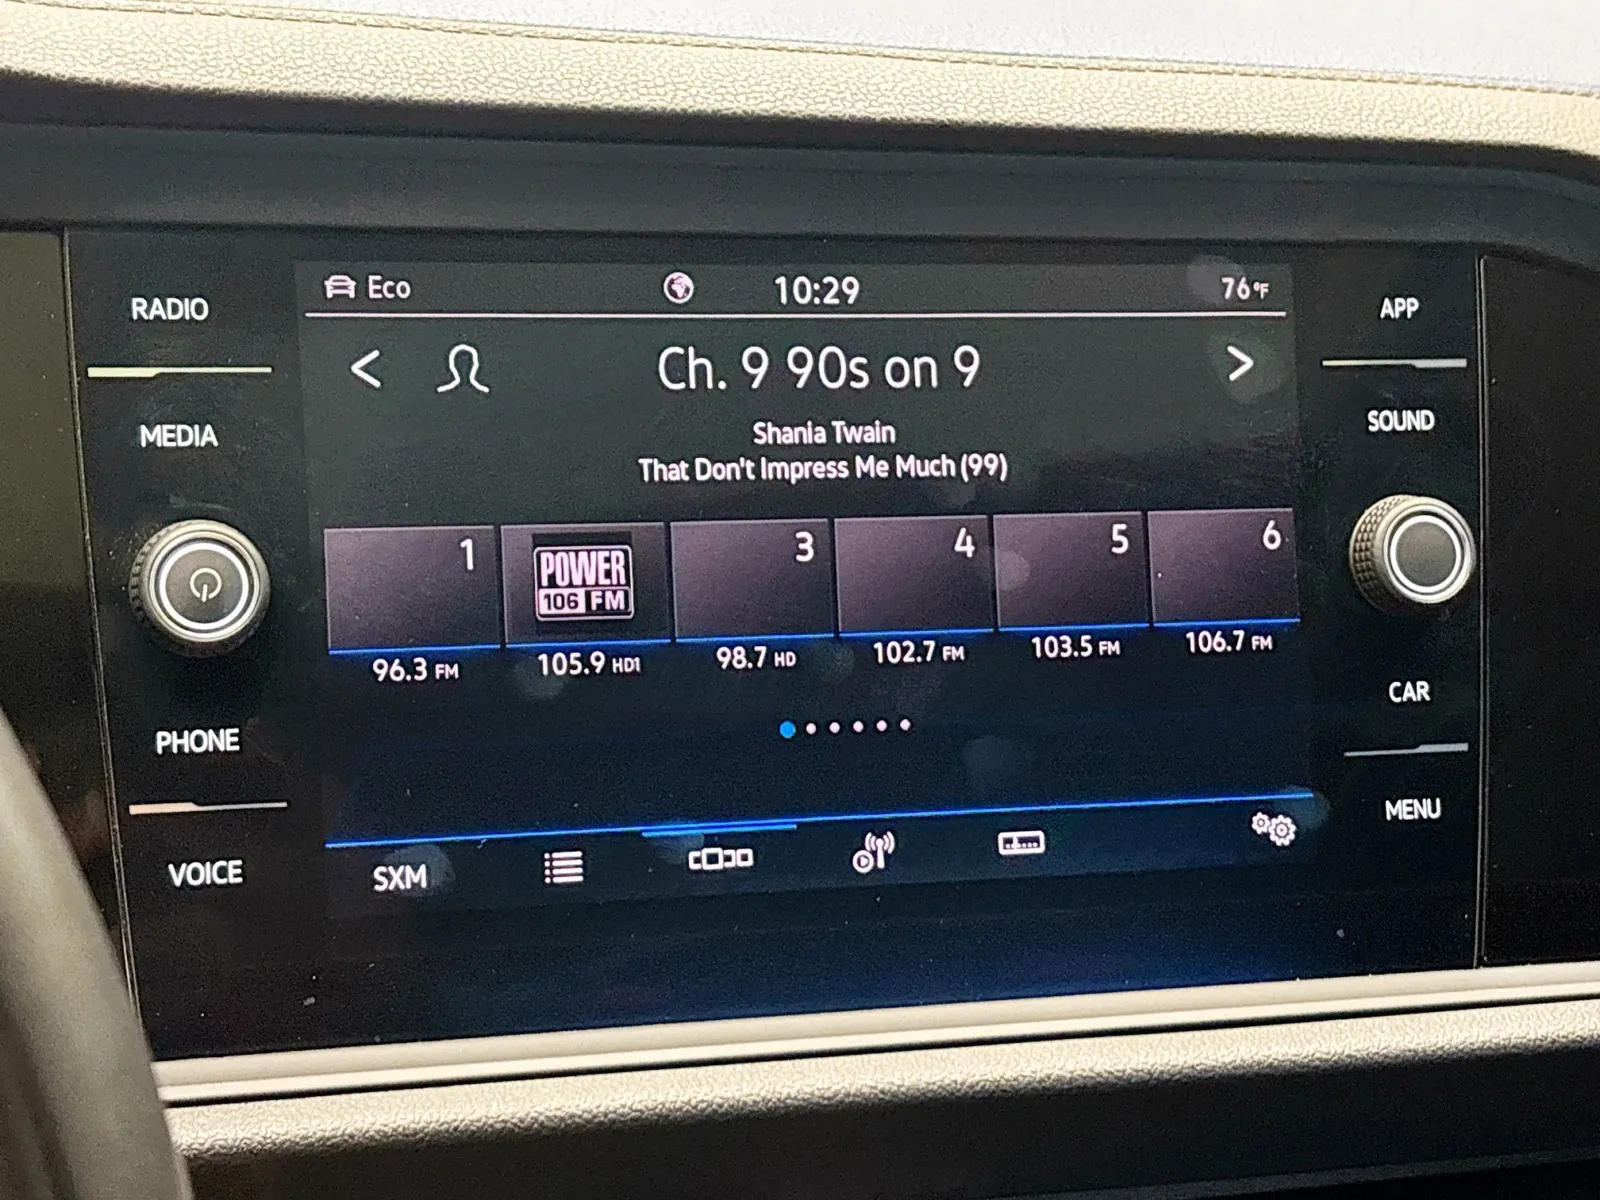 RADIO
MEDIA
PHONE
VOICE
Eco
10:29
76°F
Ch. 9 90s on 9
Shania Twain
That Don't Impress Me Much (99)
1
POWER
106 FM
3
4
5
6
96.3 FM
105.9 HD1
98.7 HD
102.7 FM
103.5 FM
106.7 FM
SXM
APP
SOUND
CAR
MENU